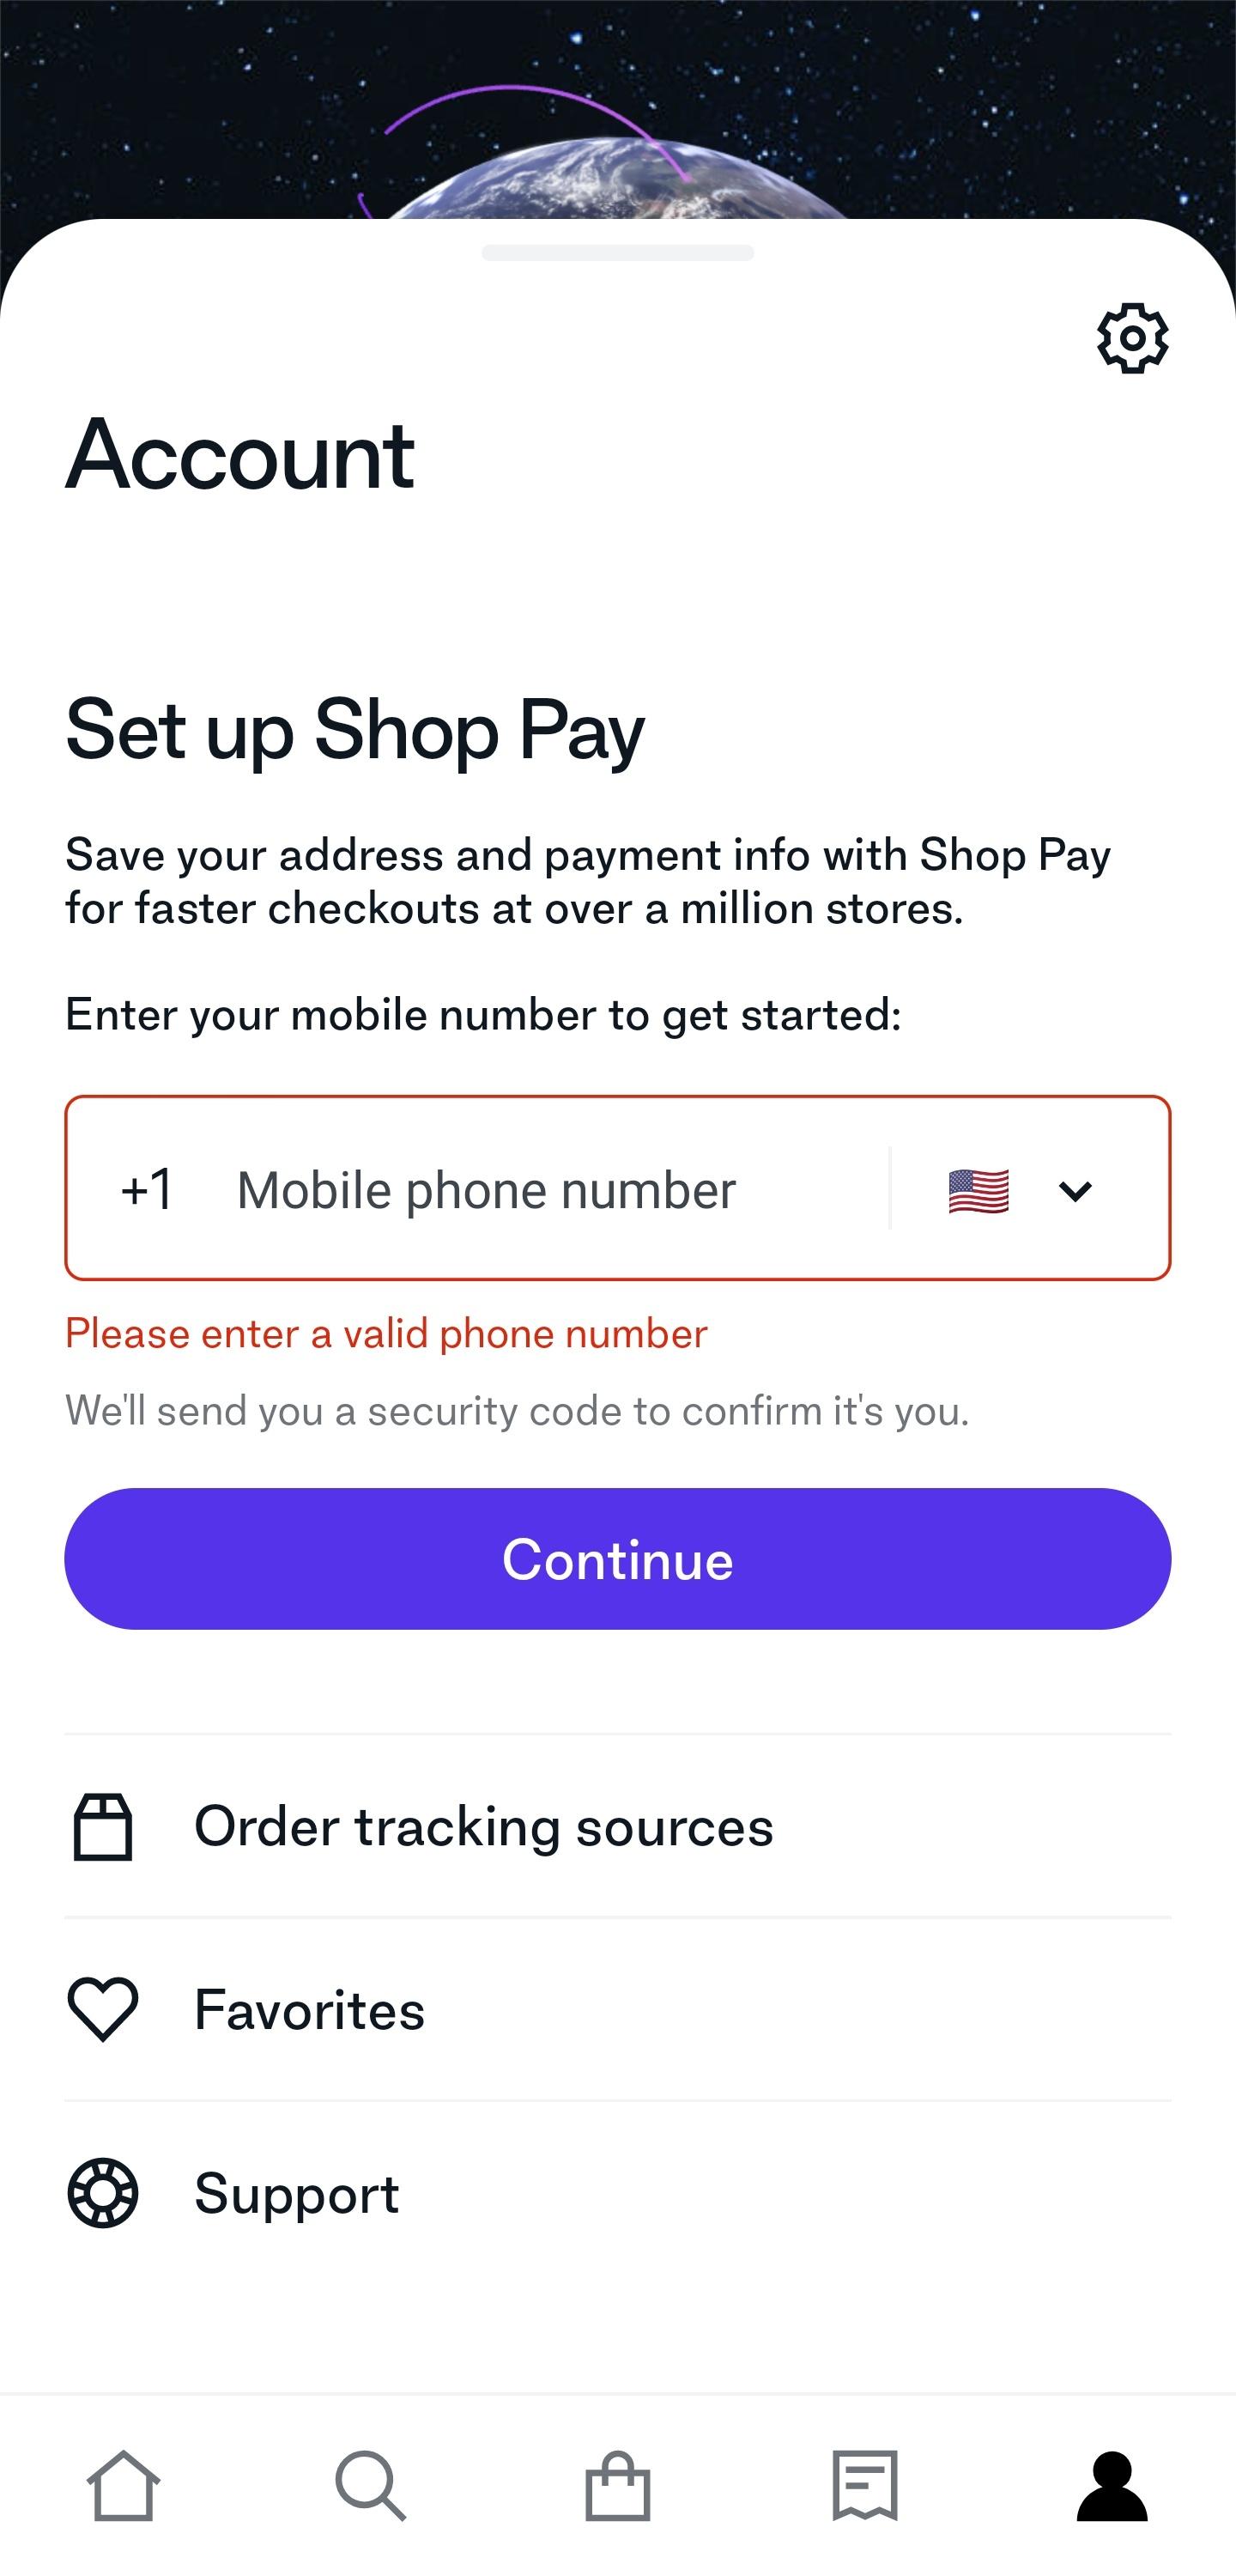 Account
Set up Shop Pay
Save your address and payment info with Shop Pay
for faster checkouts at over a million stores.
Enter your mobile number to get started:
+1 Mobile phone number
Please enter a valid phone number
We'll send you a security code to confirm it's you.
Continue
Order tracking sources
Favorites
Support